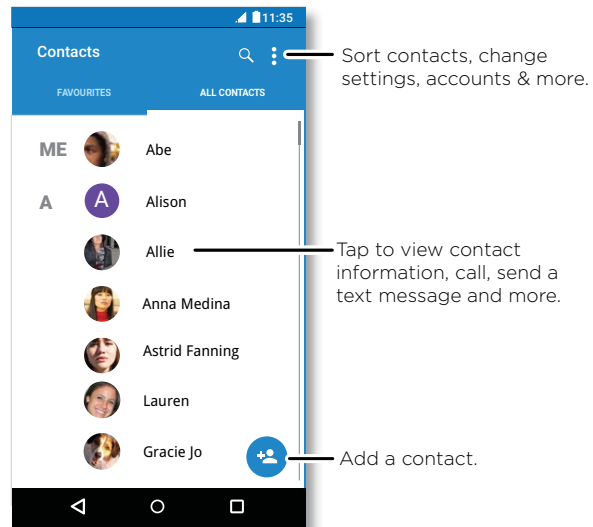 11:35
Contacts
FAVOURITES
ALL CONTACTS
Sort contacts, change
settings, accounts & more.
ME
Abe
A
A
Alison
Allie
Tap to view contact
information, call, send a
text message and more.
Anna Medina
Astrid Fanning
Lauren
Gracie Jo
Add a contact.